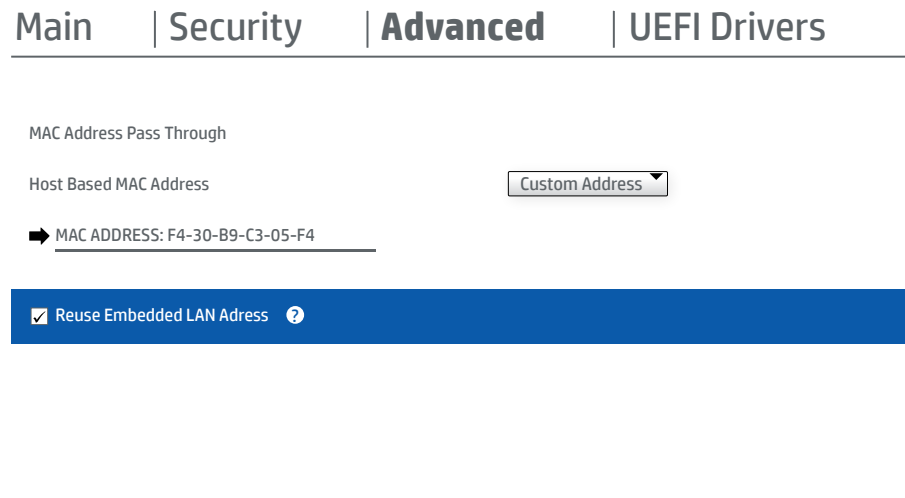 Main | Security | Advanced | UEFI Drivers
MAC Address Pass Through
Host Based MAC Address Custom Address
MAC ADDRESS: F4-30-B9-C3-05-F4
Reuse Embedded LAN Adress ?